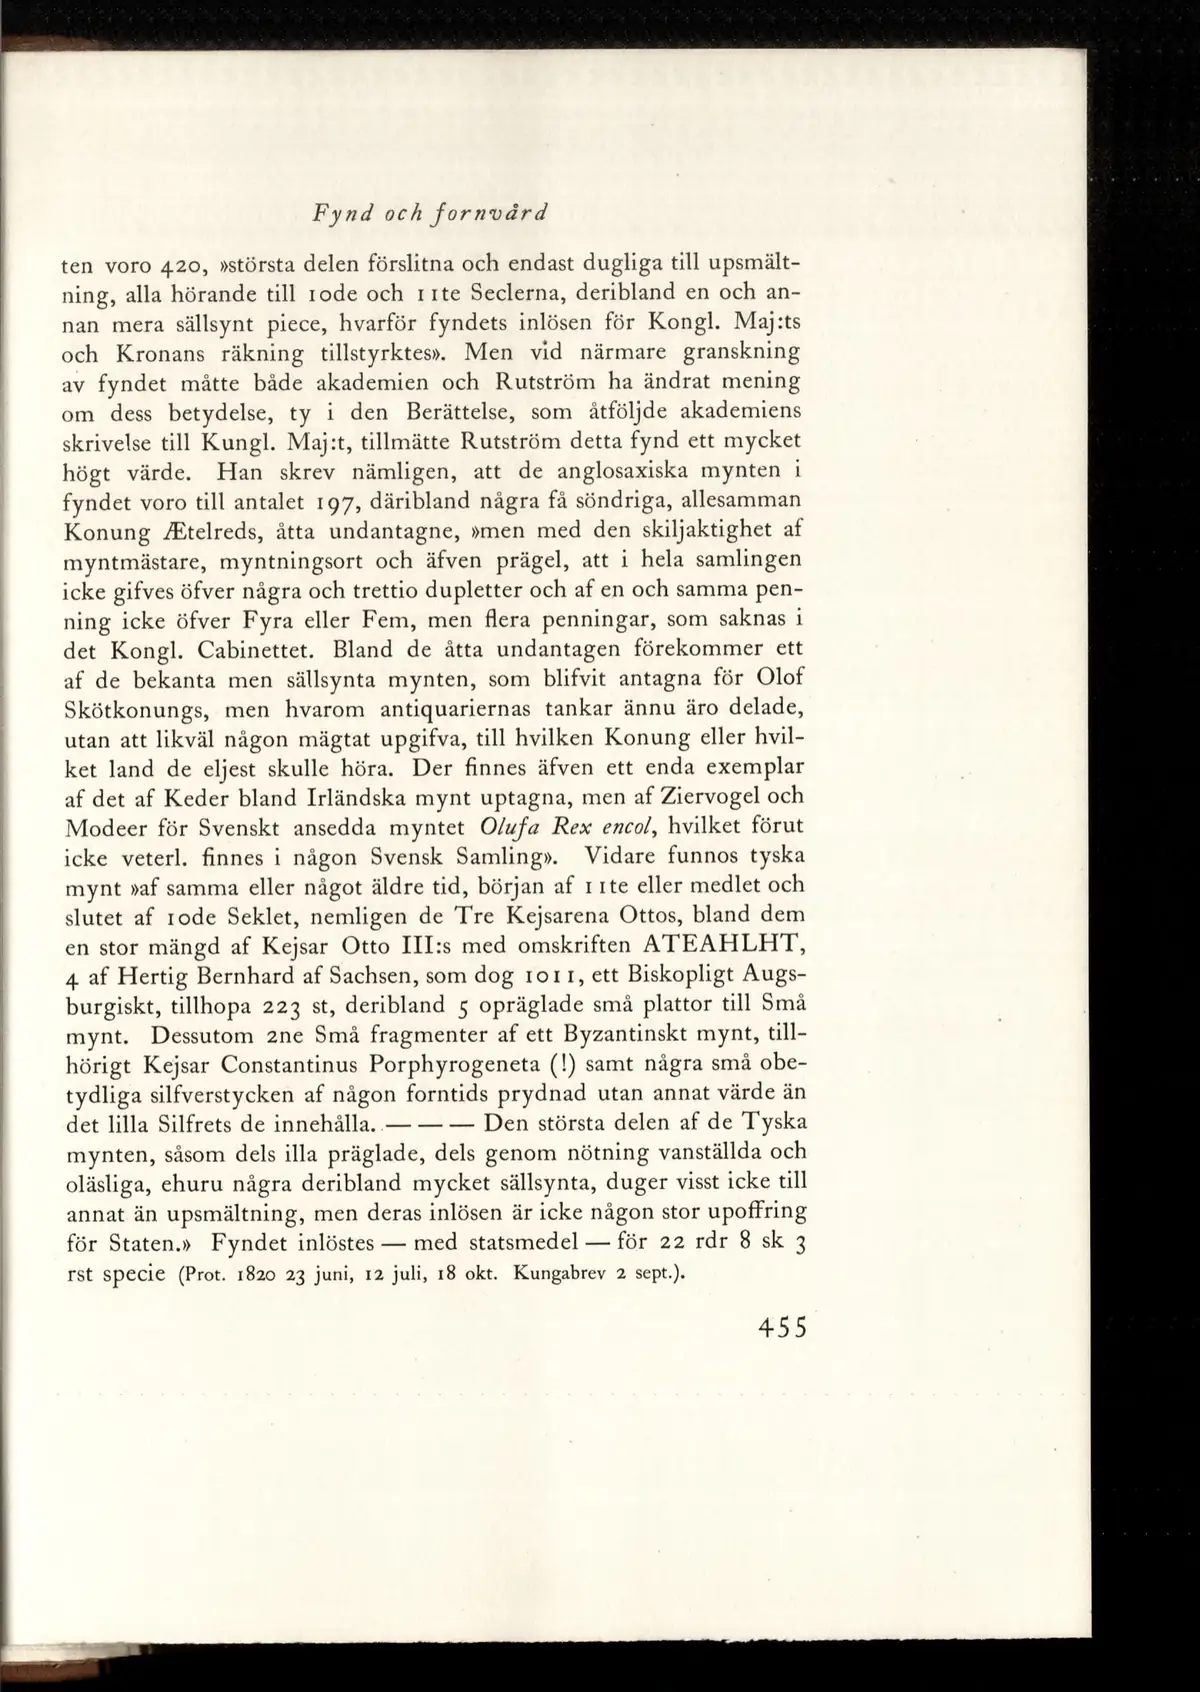 Fynd och fornvård
ten voro 420, »största delen förslitna och endast dugliga till upsmält-
ning, alla hörande till 10de och 11te Seclerna, deribland en och an-
nan mera sällsynt piece, hvarför fyndets inlösen för Kongl. Maj:ts
och Kronans räkning tillstyrktes». Men vid närmare granskning
av fyndet måtte både akademien och Rutström ha ändrat mening
om dess betydelse, ty i den Berättelse, som åtföljde akademiens
skrivelse till Kungl. Maj:t, tillmätte Rutström detta fynd ett mycket
högt värde. Han skrev nämligen, att de anglosaxiska mynten i
fyndet voro till antalet 197, däribland några få söndriga, allesamman
Konung Ætelreds, åtta undantagne, »men med den skiljaktighet af
myntmästare, myntningsort och äfven prägel, att i hela samlingen
icke gifves öfver några och trettio dupletter och af en och samma pen-
ning icke öfver Fyra eller Fem, men flera penningar, som saknas i
det Kongl. Cabinettet. Bland de åtta undantagen förekommer ett
af de bekanta men sällsynta mynten, som blifvit antagna för Olof
Skötkonungs, men hvarom antiquariernas tankar ännu äro delade,
utan att likväl någon mägtat upgifva, till hvilken Konung eller hvil-
ket land de eljest skulle höra. Der finnes äfven ett enda exemplar
af det af Keder bland Irländska mynt uptagna, men af Ziervogel och
Modeer för Svenskt ansedda myntet Olufa Rex encol, hvilket förut
icke veterl. finnes i någon Svensk Samling». Vidare funnos tyska
mynt »af samma eller något äldre tid, början af 11te eller medlet och
slutet af 10de Seklet, nemligen de Tre Kejsarena Ottos, bland dem
en stor mängd af Kejsar Otto III:s med omskriften ATEAHLHT,
4 af Hertig Bernhard af Sachsen, som dog 1011, ett Biskopligt Augs-
burgiskt, tillhopa 223 st, deribland 5 opräglade små plattor till Små
mynt. Dessutom 2ne Små fragmenter af ett Byzantinskt mynt, till-
hörigt Kejsar Constantinus Porphyrogeneta (!) samt några små obe-
tydliga silfverstycken af någon forntids prydnad utan annat värde än
det lilla Silfrets de innehålla. — — — Den största delen af de Tyska
mynten, såsom dels illa präglade, dels genom nötning vanställda och
oläsliga, ehuru några deribland mycket sällsynta, duger visst icke till
annat än upsmältning, men deras inlösen är icke någon stor upoffring
för Staten.» Fyndet inlöstes — med statsmedel — för 22 rdr 8 sk 3
rst specie (Prot. 1820 23 juni, 12 juli, 18 okt. Kungabrev 2 sept.).
455